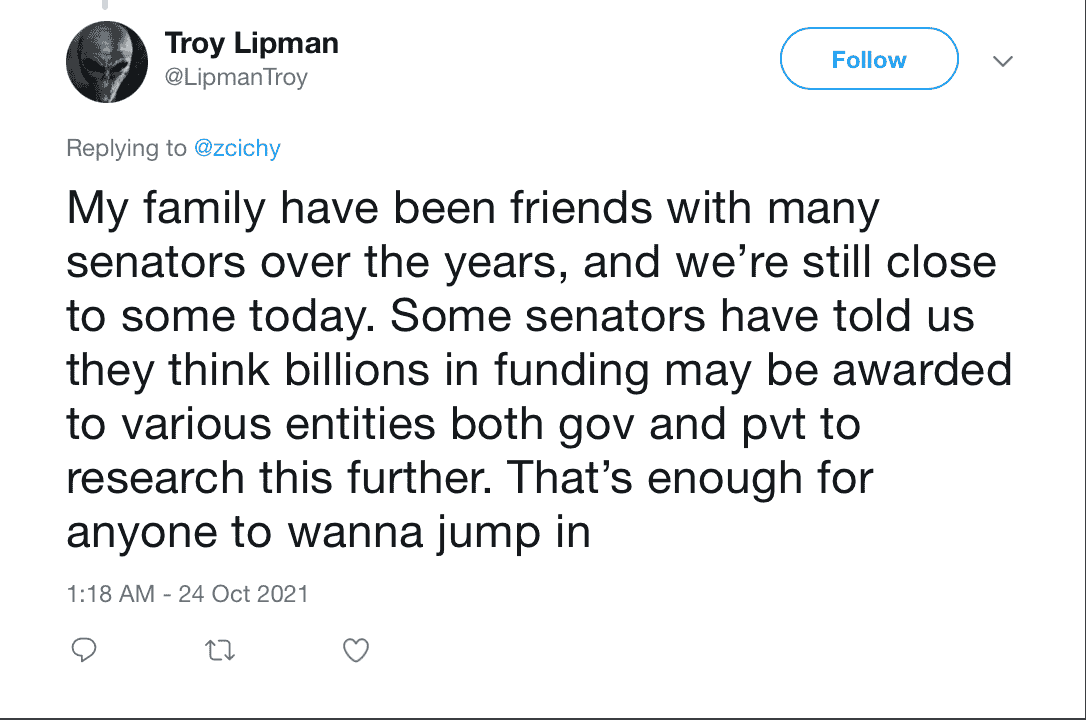 Troy Lipman
@LipmanTroy
Follow
Replying to @zcichy
My family have been friends with many
senators over the years, and we’re still close
to some today. Some senators have told us
they think billions in funding may be awarded
to various entities both gov and pvt to
research this further. That’s enough for
anyone to wanna jump in
1:18 AM - 24 Oct 2021